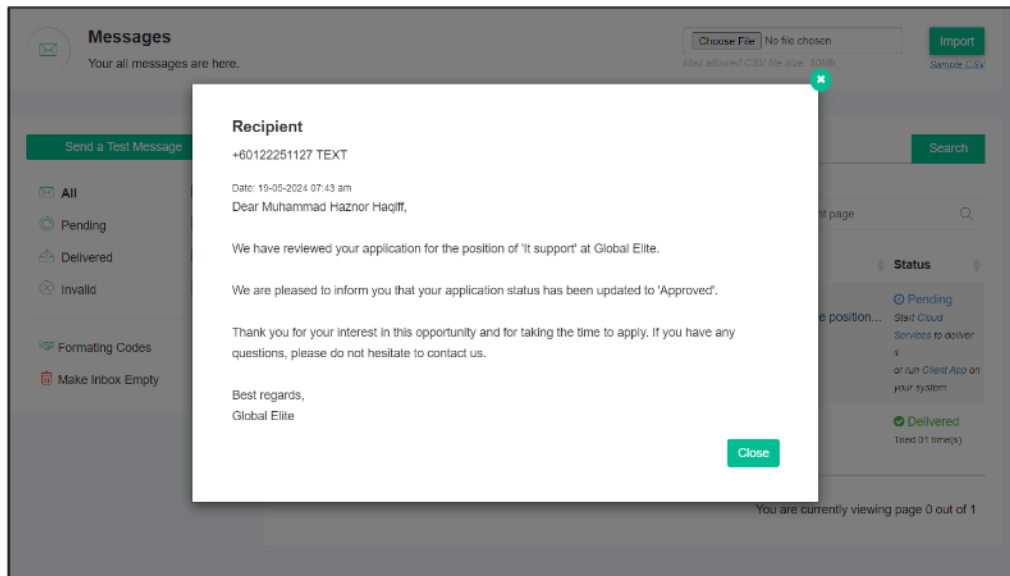 Messages
Your all messages are here.
Choose File No file chosen
Max allowed CSV file size: 10Mb
Import
Sample CSV
Send a Test Message
Search
All
Pending
Delivered
Invalid
Formating Codes
Make Inbox Empty
Recipient
+60122251127 TEXT
Date: 19-05-2024 07:43 am
Dear Muhammad Haznor Haqiff,
We have reviewed your application for the position of 'It support' at Global Elite.
We are pleased to inform you that your application status has been updated to 'Approved'.
Thank you for your interest in this opportunity and for taking the time to apply. If you have any
questions, please do not hesitate to contact us.
Best regards,
Global Elite
Close
nt page
Status
e position...
Pending
Start Cloud
Services to deliver
it
or run Client App on
your system
Delivered
Tried 01 time(s)
You are currently viewing page 0 out of 1